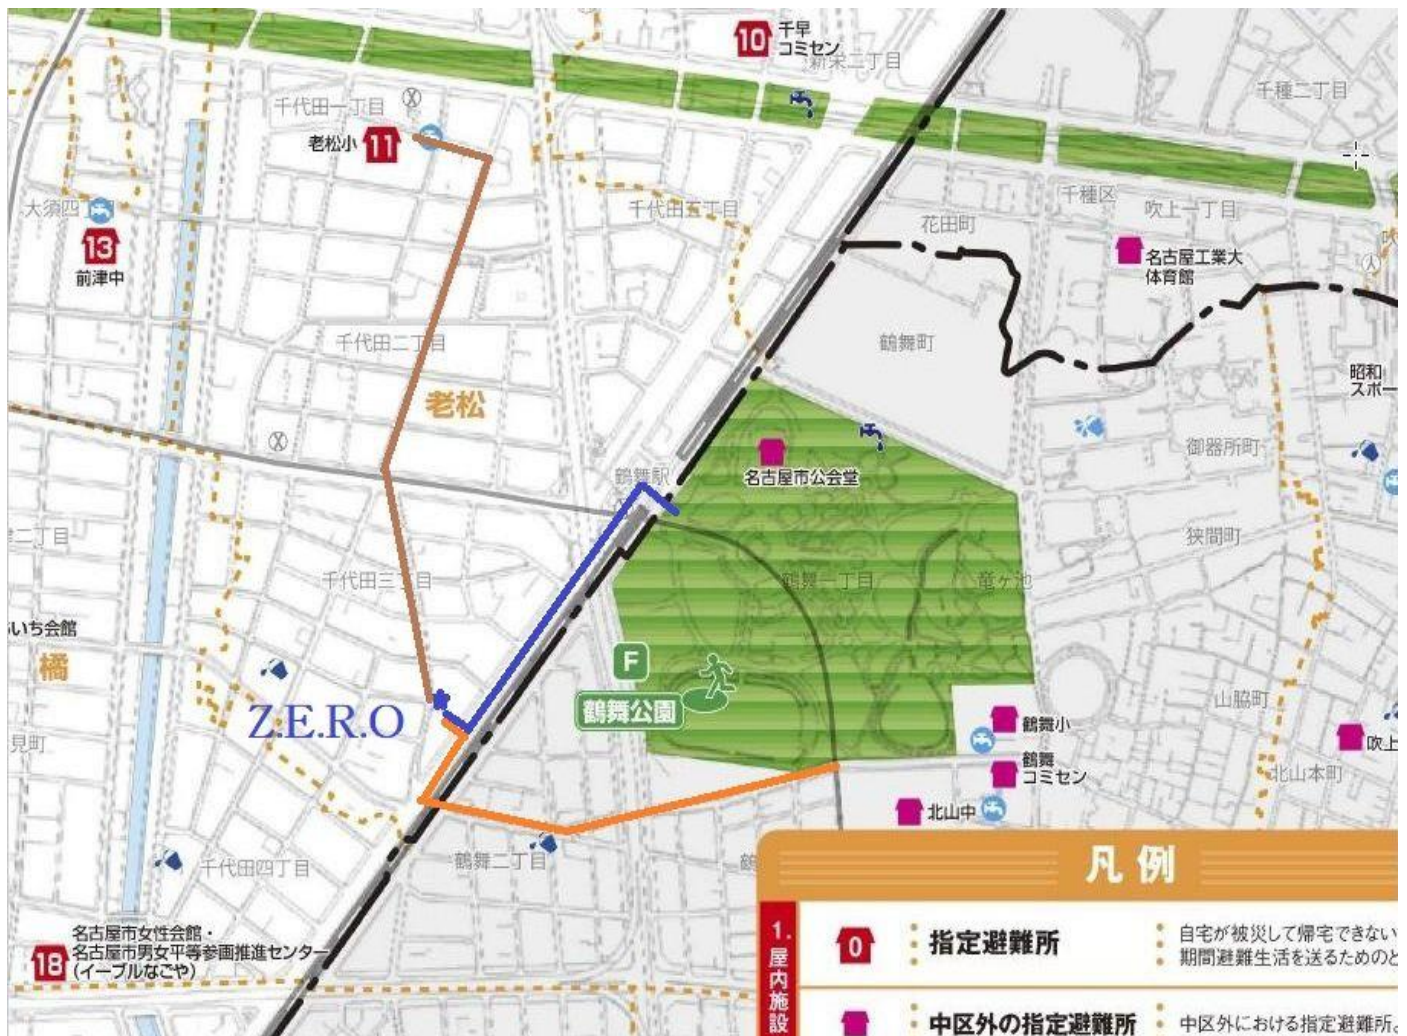 10
千早
コミセン
新栄二丁目
千種二丁目
千代田一丁目
老松小
11
大須四丁目
13
前津中
千代田五丁目
花田町
千種区
吹上一丁目
名古屋工業大
体育館
千代田二丁目
老松
鶴舞町
昭和
スポー
鶴舞駅
名古屋市公会堂
御器所町
狭間町
二丁目
千代田三丁目
鶴舞一丁目
竜ヶ池
いち会館
橘
F
鶴舞公園
Z.E.R.O
鶴舞小
鶴舞
コミセン
山脇町
吹上
見町
北山本町
北山中
千代田四丁目
鶴舞二丁目
鶴
凡例
18
名古屋市女性会館・
名古屋市男女平等参画推進センター
(イーブルなごや)
1.屋内施設
0
指定避難所
自宅が被災して帰宅できない
期間避難生活を送るためのと
中区外の指定避難所
中区外における指定避難所。